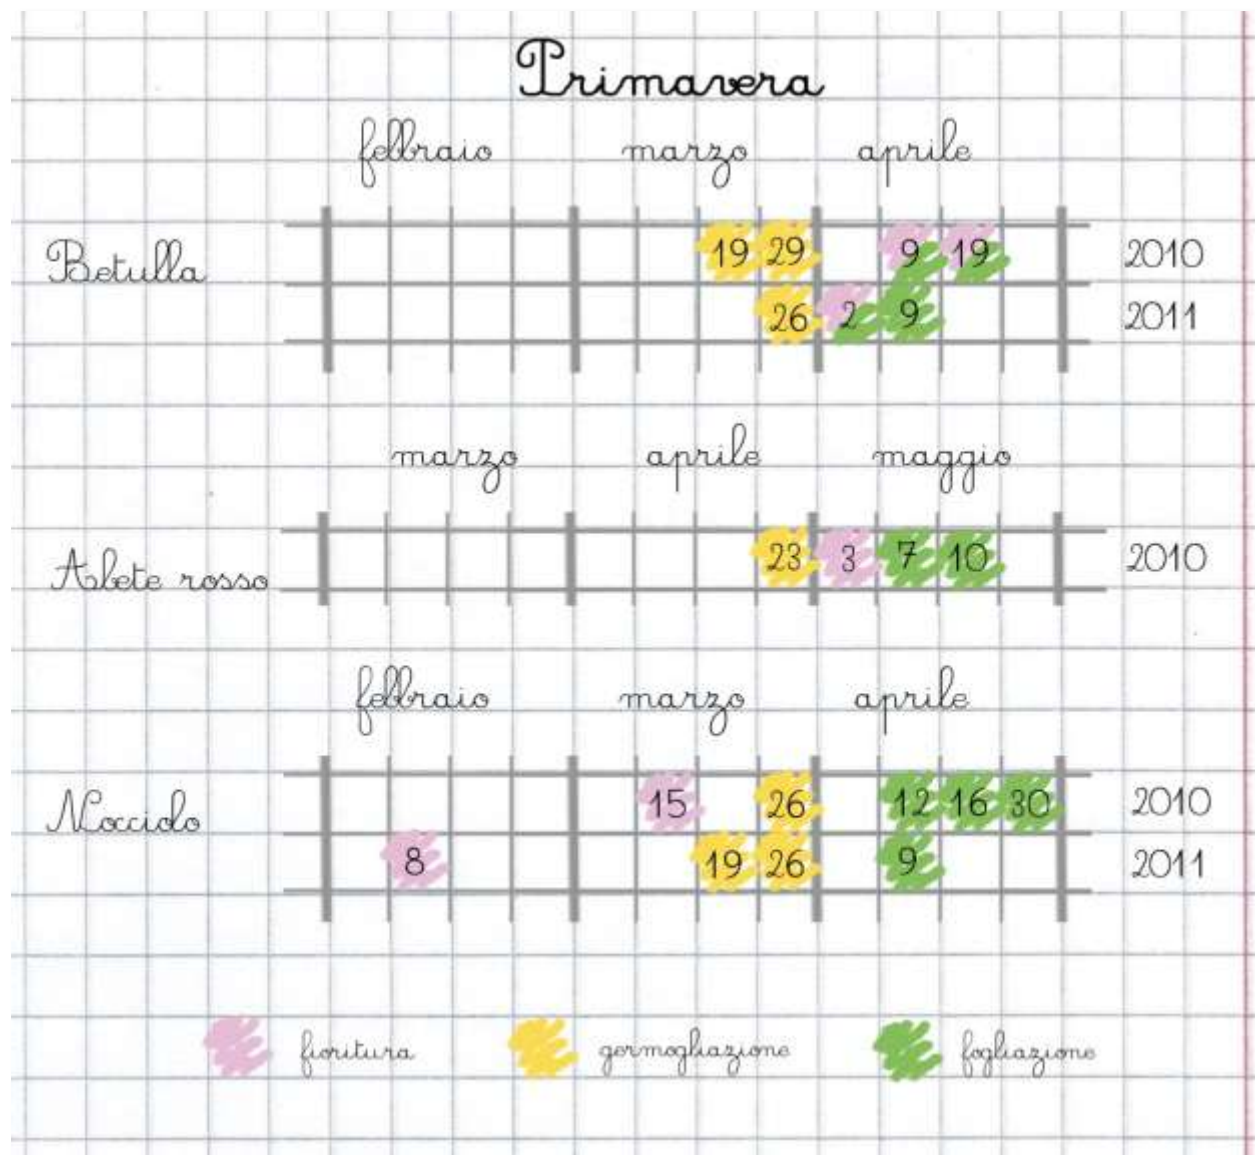 Primavera
febbraio marzo aprile
Betulla 19 29 9 19 2010
26 2 9 2011
marzo aprile maggio
Abete rosso 23 3 7 10 2010
febbraio marzo aprile
Nocciolo 15 26 12 16 30 2010
8 19 26 9 2011
fioritura germogliazione fogliazione